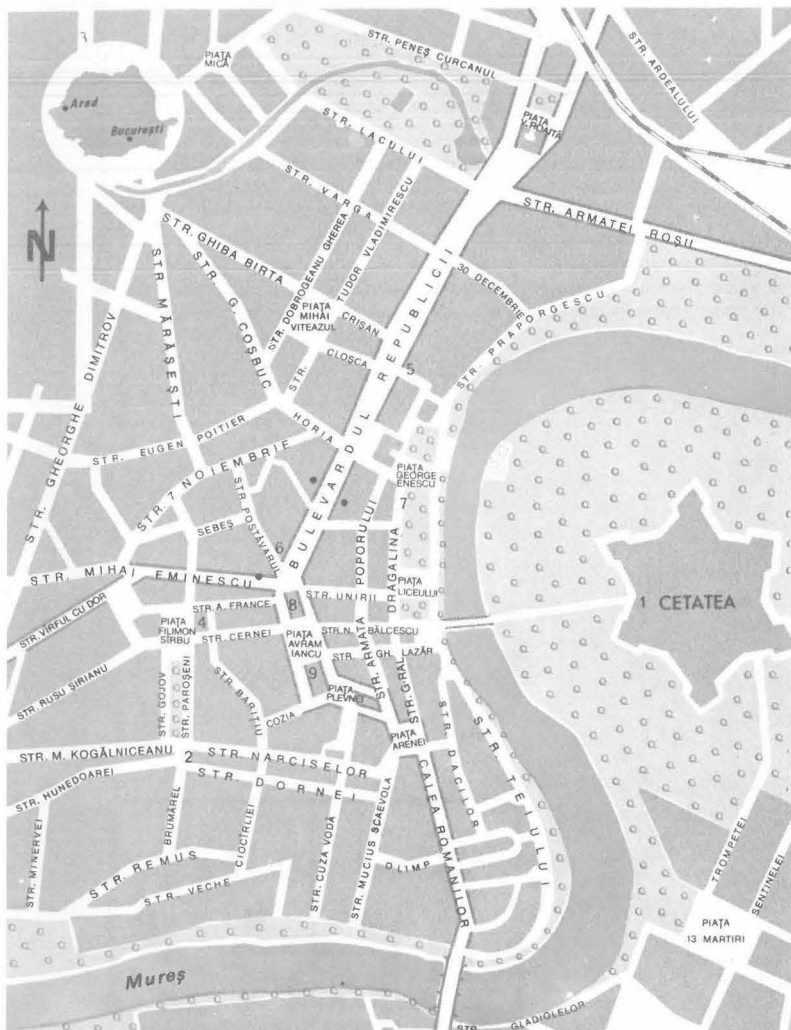 3
STR. PENEȘ CURCANUL
PIAȚA
MICĂ
STR. ARDEALULUI
Arad
București
PIAȚA
V. ROAITĂ
STR. LACULUI
STR. VARGA
STR. ARMATEI ROȘU
N
STR. GHIBA BIRTA
STR. DOBROGEANU GHEREA
STR. TUDOR VLADIMIRESCU
30 DECEMBRIE
STR. PRAPORGESCU
STR. G. COȘBUC
STR. MĂRĂȘEȘTI
STR. GHEORGHE DIMITROV
PIAȚA
MIHAI
VITEAZUL
CRIȘAN
CLOȘCA
5
BULEVARDUL REPUBLICII
HORIA
STR. EUGEN POITIER
STR. 7 NOIEMBRIE
PIAȚA
GEORGE
ENESCU
7
SEBEȘ
STR. POSTĂVARUL
6
STR. MIHAI EMINESCU
STR. UNIRII
PIAȚA
LICEULUI
STR. ARMATA POPORULUI
DRAGALINA
STR. VÎRFUL CU DOR
STR. A. FRANCE
8
1 CETATEA
PIAȚA
FILIMON
SÎRBU
4
STR. CERNEI
PIAȚA
AVRAM
IANCU
STR. N. BĂLCESCU
STR. GH. LAZĂR
9
STR. RUSU ȘIRIANU
STR. GOJOV
STR. PAROȘENI
STR. BARIȚIU
COZIA
PIAȚA
PLEVNEI
STR. G-RAL
PIAȚA
ARENEI
STR. DACILOR
STR. TEIULUI
STR. M. KOGĂLNICEANU
2
STR. NARCISELOR
STR. HUNEDOAREI
STR. DORNEI
CALEA ROMANILOR
STR. MINERVEI
BRUMĂREL
CIOCÎRLIEI
STR. CUZA VODĂ
STR. MUCIUS SCAEVOLA
OLIMP
STR. REMUS
STR. VECHE
TROMPETEI
SENTINELEI
PIAȚA
13 MARTIRI
Mureș
STR. GLADIOLELOR